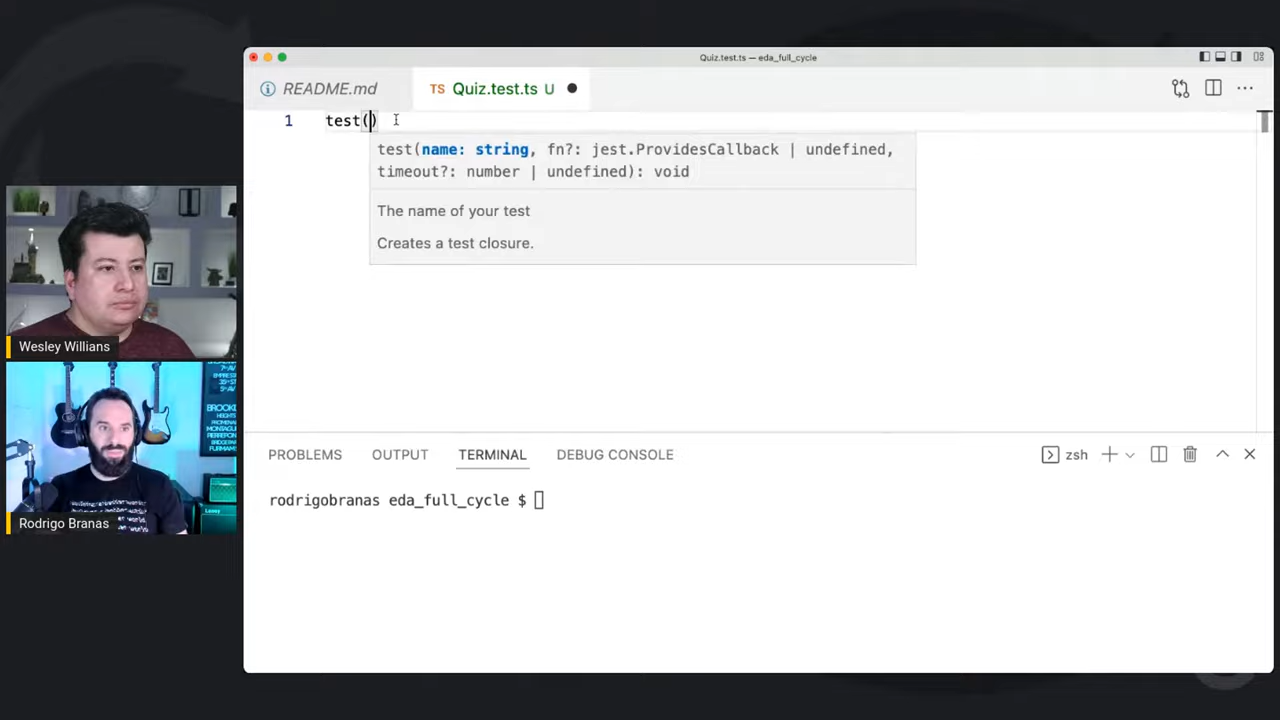 Quiz.test.ts — eda_full_cycle
README.md
TS Quiz.test.ts U
1 test()
test(name: string, fn?: jest.ProvidesCallback | undefined,
timeout?: number | undefined): void
The name of your test
Creates a test closure.
Wesley Willians
Rodrigo Branas
PROBLEMS OUTPUT TERMINAL DEBUG CONSOLE
zsh
rodrigobranas eda_full_cycle $